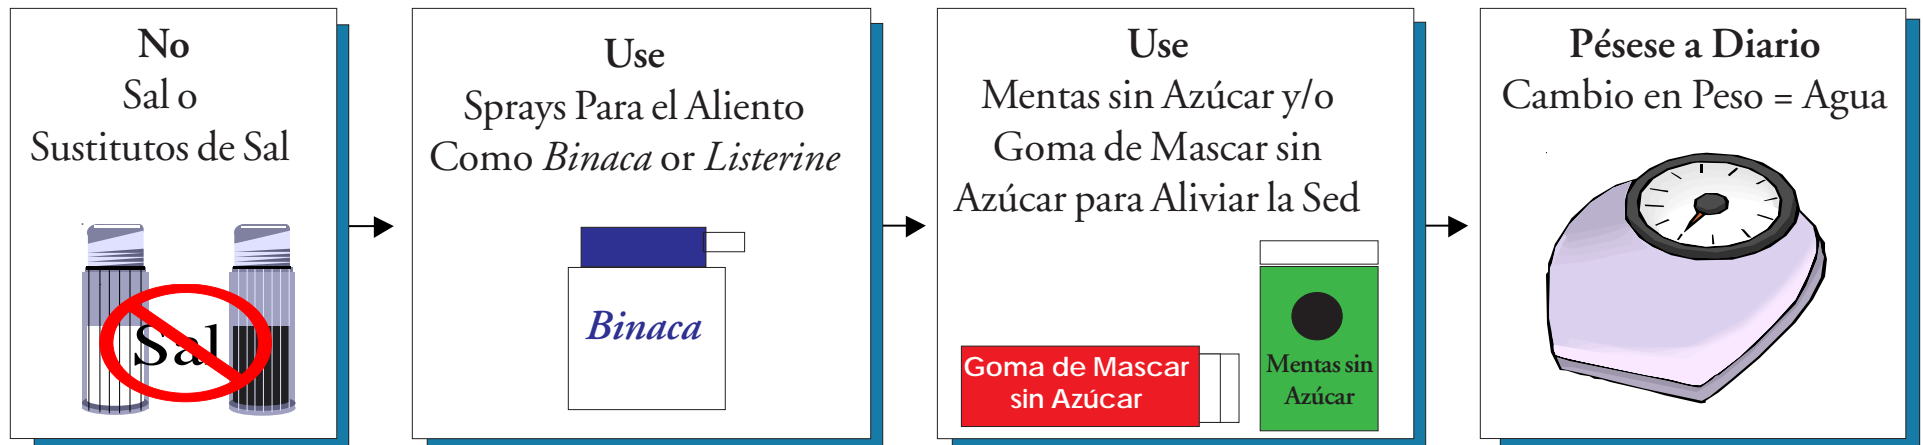 No
Sal o
Sustitutos de Sal
Sal
Use
Sprays Para el Aliento
Como Binaca or Listerine
Binaca
Use
Mentas sin Azúcar y/o
Goma de Mascar sin
Azúcar para Aliviar la Sed
Goma de Mascar
sin Azúcar
Mentas sin
Azúcar
Pésese a Diario
Cambio en Peso = Agua